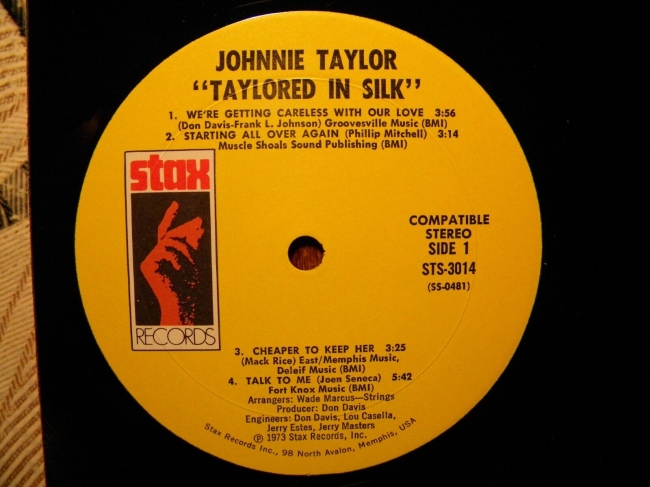 JOHNNIE TAYLOR
“TAYLORED IN SILK”
1. WE'RE GETTING CARELESS WITH OUR LOVE 3:56
(Don Davis-Frank L. Johnson) Groovesville Music (BMI)
2. STARTING ALL OVER AGAIN (Phillip Mitchell) 3:14
Muscle Shoals Sound Publishing (BMI)
stax
RECORDS
COMPATIBLE
STEREO
SIDE 1
STS-3014
(SS-0481)
3. CHEAPER TO KEEP HER 3:25
(Mack Rice) East/Memphis Music,
Deleif Music (BMI)
4. TALK TO ME (Joen Seneca) 5:42
Fort Knox Music (BMI)
Arrangers: Wade Marcus—Strings
Producer: Don Davis
Engineers: Don Davis, Lou Casella,
Jerry Estes, Jerry Masters
Ⓟ 1973 Stax Records, Inc.
Stax Records Inc., 98 North Avalon, Memphis, USA